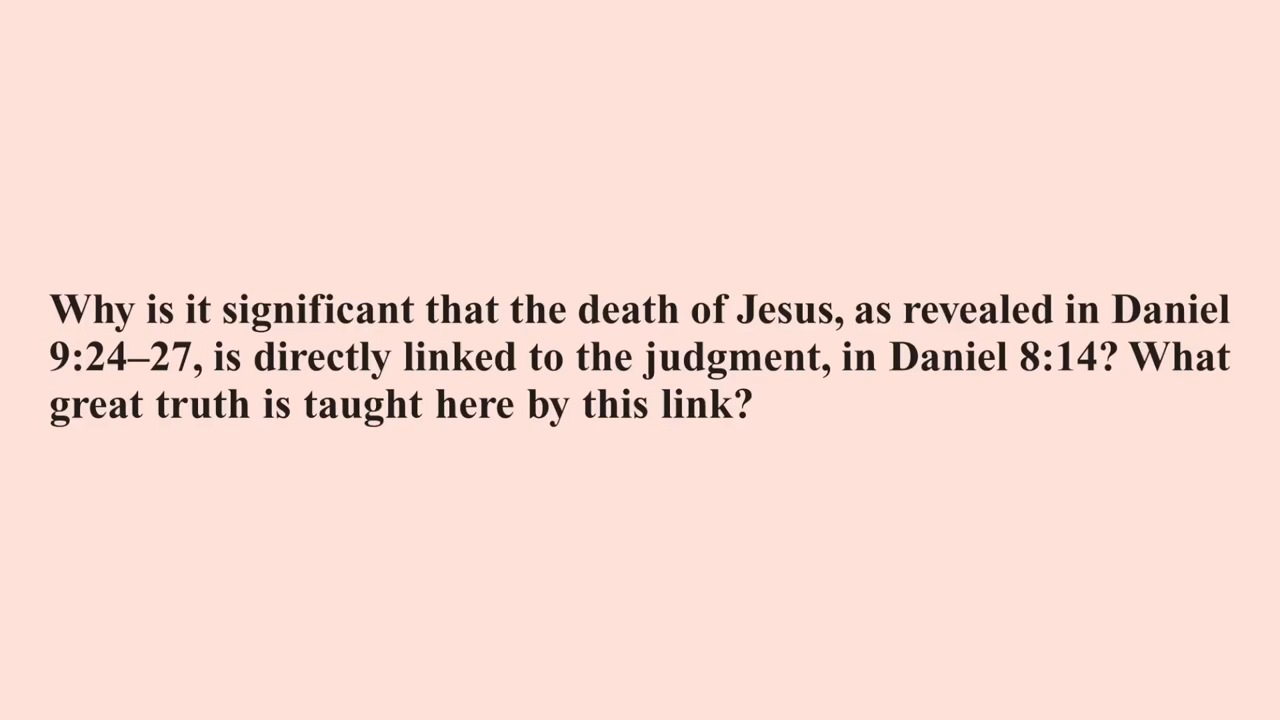 Why is it significant that the death of Jesus, as revealed in Daniel
9:24–27, is directly linked to the judgment, in Daniel 8:14? What
great truth is taught here by this link?